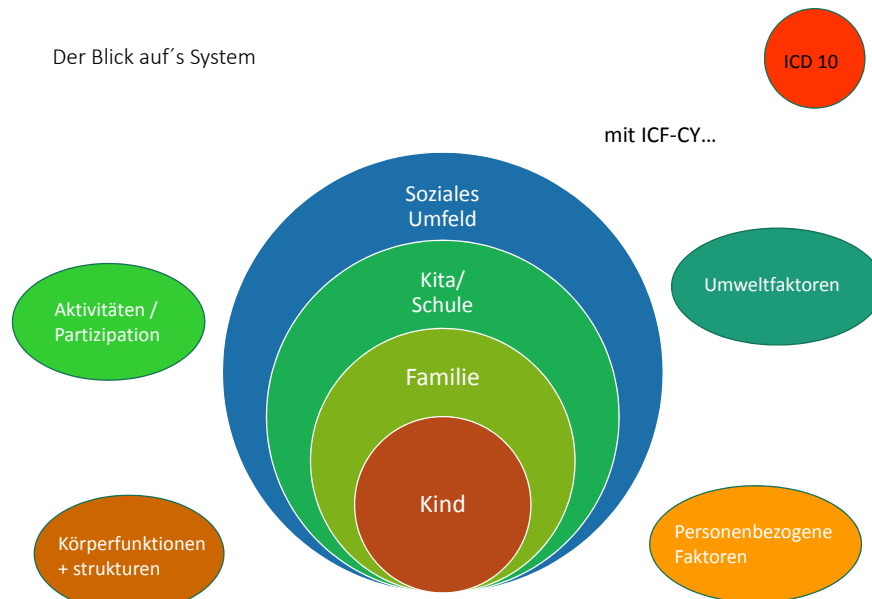 Der Blick auf´s System
ICD 10
mit ICF-CY…
Soziales
Umfeld
Kita/
Schule
Familie
Kind
Aktivitäten /
Partizipation
Umweltfaktoren
Körperfunktionen
+ strukturen
Personenbezogene
Faktoren